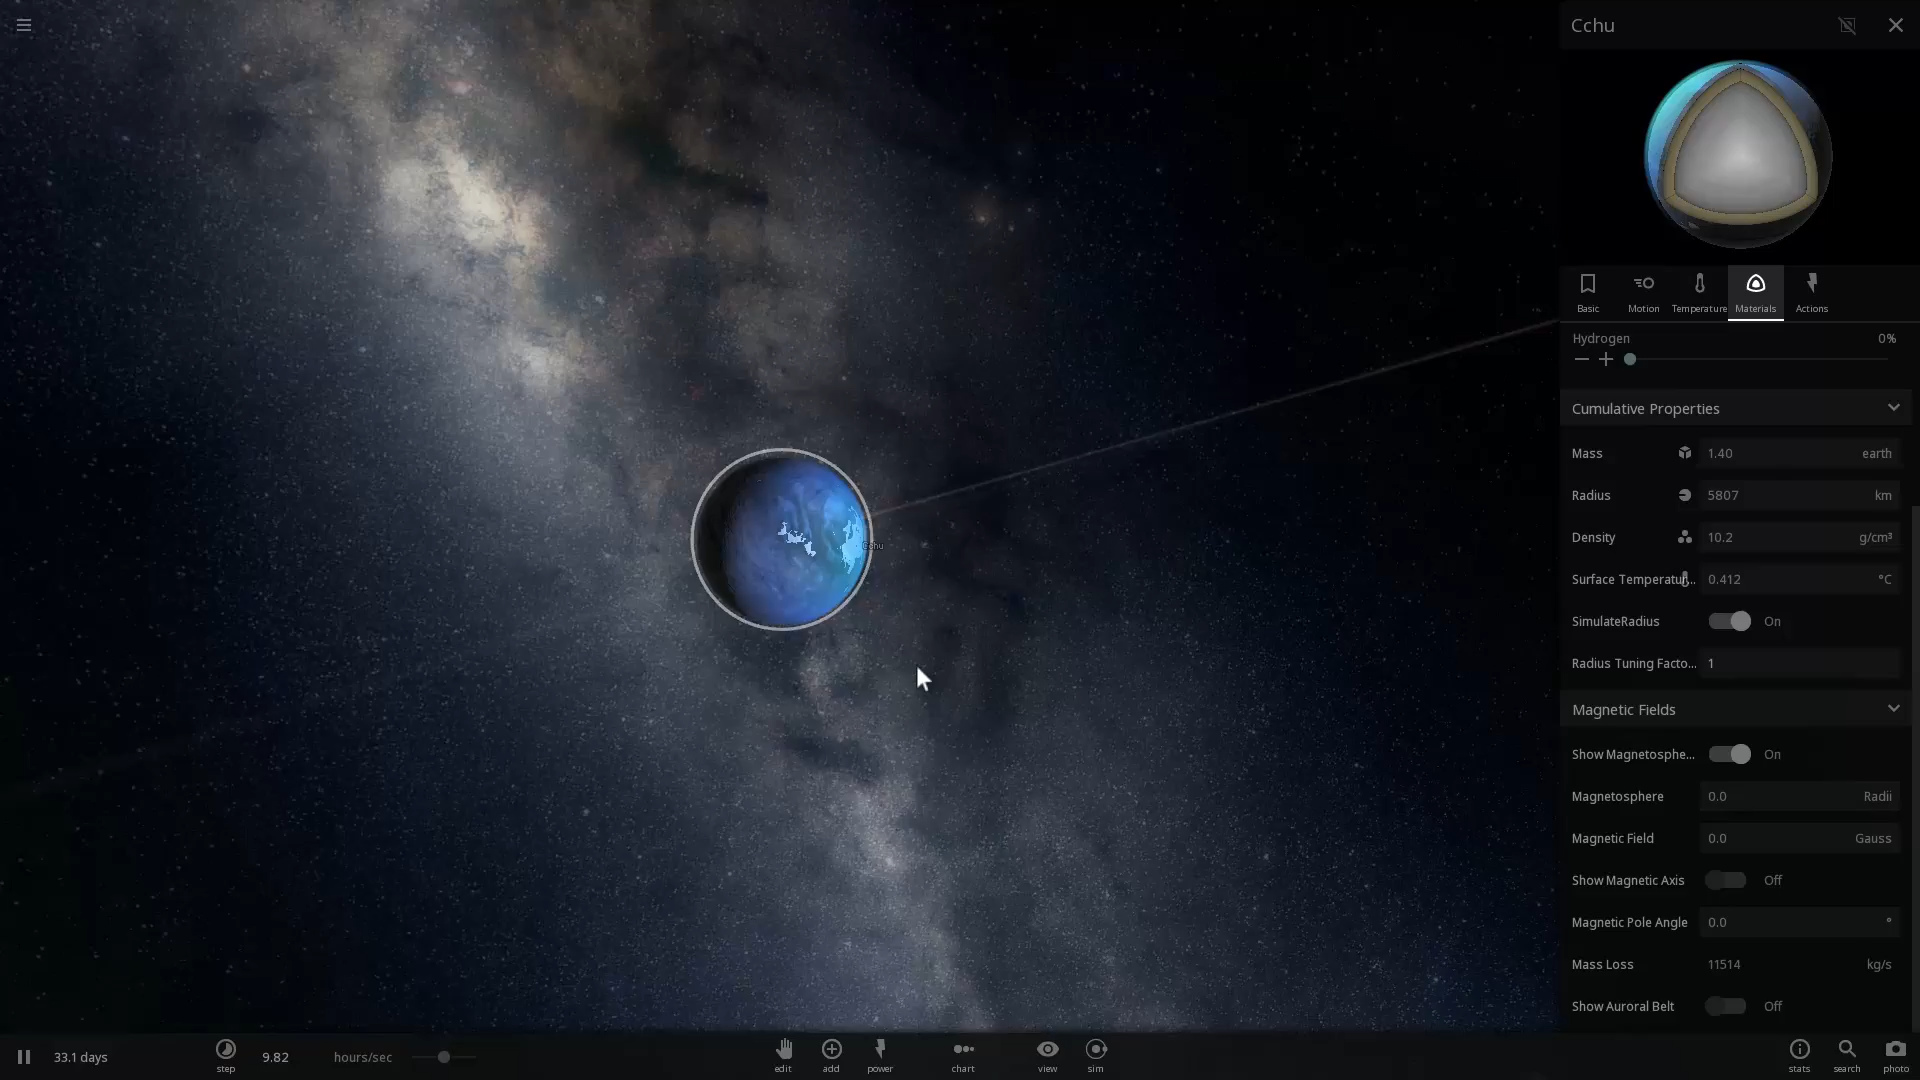 Cchu
Basic
Motion
Temperature
Materials
Actions
Hydrogen 0%
Cumulative Properties
Mass 1.40 earth
Radius 5807 km
Density 10.2 g/cm³
Surface Temperatur... 0.412 °C
SimulateRadius On
Radius Tuning Facto... 1
Magnetic Fields
Show Magnetosphe... On
Magnetosphere 0.0 Radii
Magnetic Field 0.0 Gauss
Show Magnetic Axis Off
Magnetic Pole Angle 0.0 °
Mass Loss 11514 kg/s
Show Auroral Belt Off
Cchu
33.1 days
step
9.82 hours/sec
edit
add
power
chart
view
sim
stats
search
photo